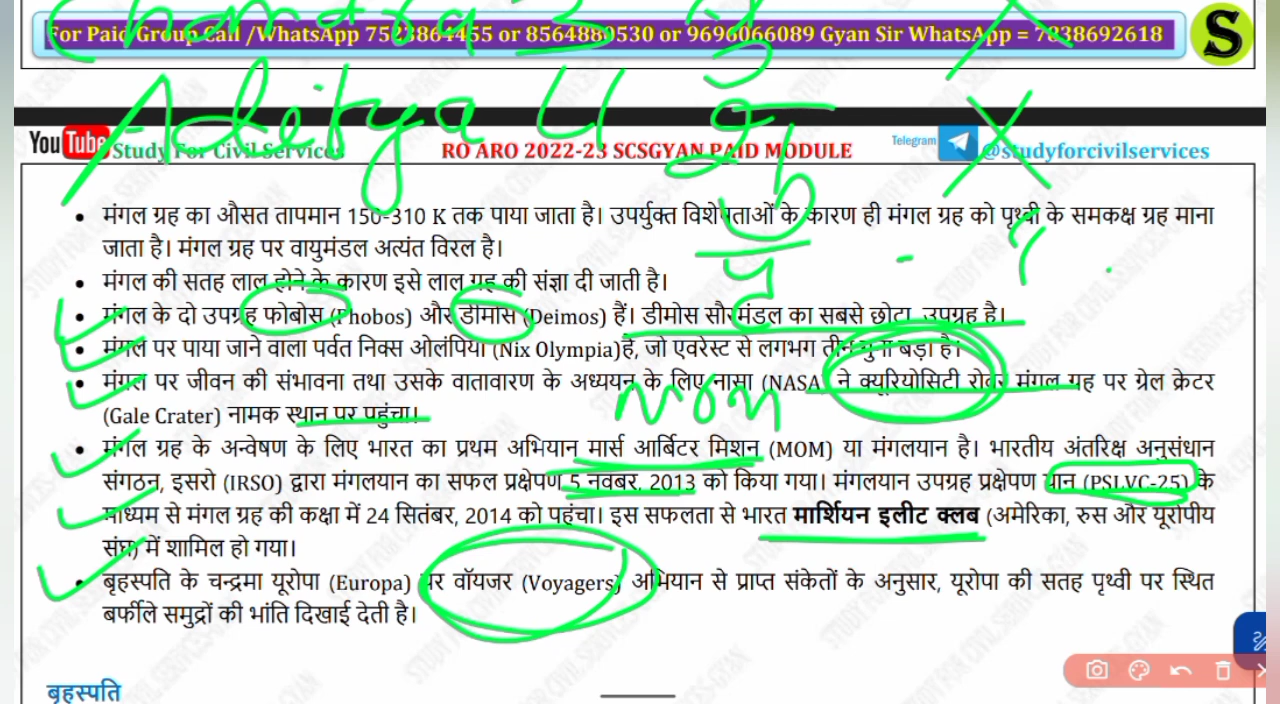 Chandra 3
For Paid Group Call /WhatsApp 7523864455 or 8564880530 or 9696066089 Gyan Sir WhatsApp = 7838692618
S
Aditya L1
YouTube Study For Civil Services
RO ARO 2022-23 SCSGYAN PAID MODULE
Telegram @studyforcivilservices
• मंगल ग्रह का औसत तापमान 150-310 K तक पाया जाता है। उपर्युक्त विशेषताओं के कारण ही मंगल ग्रह को पृथ्वी के समकक्ष ग्रह माना
जाता है। मंगल ग्रह पर वायुमंडल अत्यंत विरल है।
• मंगल की सतह लाल होने के कारण इसे लाल ग्रह की संज्ञा दी जाती है।
• मंगल के दो उपग्रह फोबोस (Phobos) और डीमोस (Deimos) हैं। डीमोस सौरमंडल का सबसे छोटा उपग्रह है।
• मंगल पर पाया जाने वाला पर्वत निक्स ओलंपिया (Nix Olympia)है, जो एवरेस्ट से लगभग तीन गुना बड़ा है।
• मंगल पर जीवन की संभावना तथा उसके वातावारण के अध्ययन के लिए नासा (NASA) ने क्यूरियोसिटी रोवर मंगल ग्रह पर ग्रेल क्रेटर
(Gale Crater) नामक स्थान पर पहुंचा।
mom
• मंगल ग्रह के अन्वेषण के लिए भारत का प्रथम अभियान मार्स आर्बिटर मिशन (MOM) या मंगलयान है। भारतीय अंतरिक्ष अनुसंधान
संगठन, इसरो (IRSO) द्वारा मंगलयान का सफल प्रक्षेपण 5 नवंबर, 2013 को किया गया। मंगलयान उपग्रह प्रक्षेपण यान (PSLVC-25) के
माध्यम से मंगल ग्रह की कक्षा में 24 सितंबर, 2014 को पहुंचा। इस सफलता से भारत मार्शियन इलीट क्लब (अमेरिका, रुस और यूरोपीय
संघ) में शामिल हो गया।
• बृहस्पति के चन्द्रमा यूरोपा (Europa) पर वॉयजर (Voyagers) अभियान से प्राप्त संकेतों के अनुसार, यूरोपा की सतह पृथ्वी पर स्थित
बर्फीले समुद्रों की भांति दिखाई देती है।
बृहस्पति